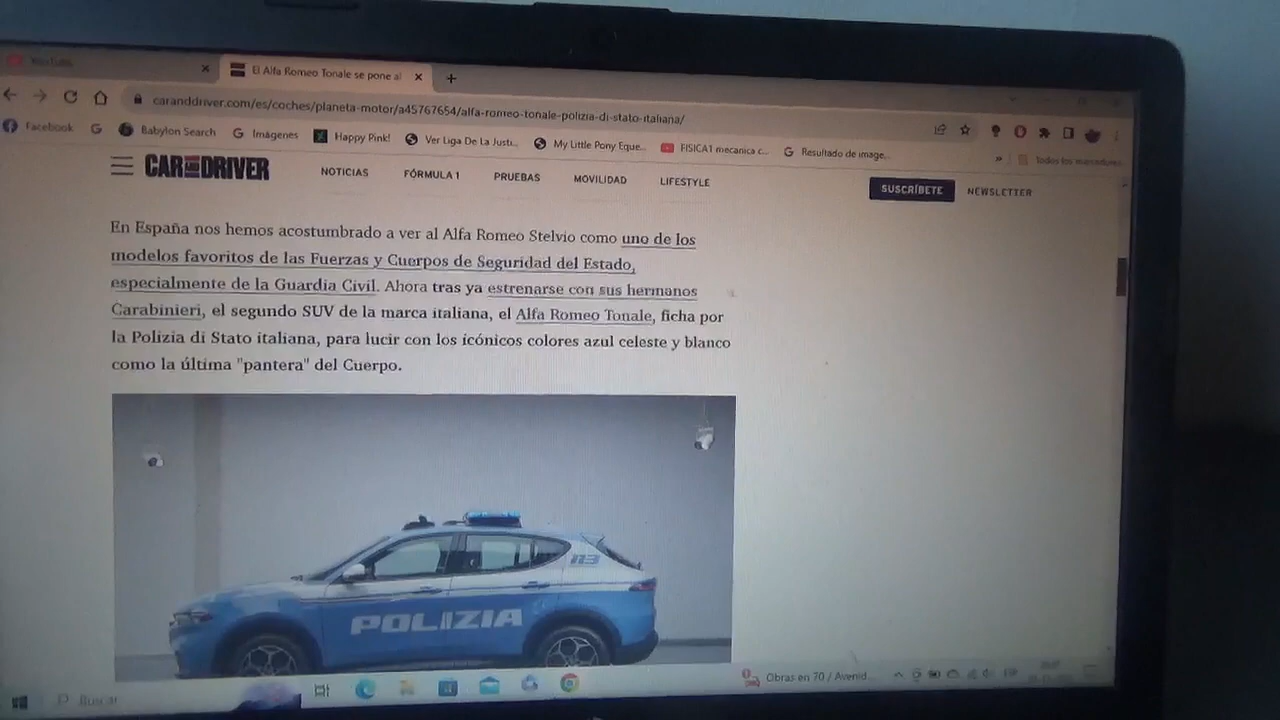 El Alfa Romeo Tonale se pone al
caranddriver.com/es/coches/planeta-motor/a45767654/alfa-romeo-tonale-polizia-di-stato-italiana/
Facebook
Babylon Search
Imágenes
Happy Pink!
Ver Liga De La Justi...
My Little Pony Eque...
FISICA1 mecanica c...
Resultado de image...
»
Todos los marcadores
CAR AND DRIVER
NOTICIAS
FÓRMULA 1
PRUEBAS
MOVILIDAD
LIFESTYLE
SUSCRÍBETE
NEWSLETTER
En España nos hemos acostumbrado a ver al Alfa Romeo Stelvio como uno de los
modelos favoritos de las Fuerzas y Cuerpos de Seguridad del Estado,
especialmente de la Guardia Civil. Ahora tras ya estrenarse con sus hermanos
Carabinieri, el segundo SUV de la marca italiana, el Alfa Romeo Tonale, ficha por
la Polizia di Stato italiana, para lucir con los icónicos colores azul celeste y blanco
como la última "pantera" del Cuerpo.
113
POLIZIA
Buscar
Obras en 70 / Avenid...